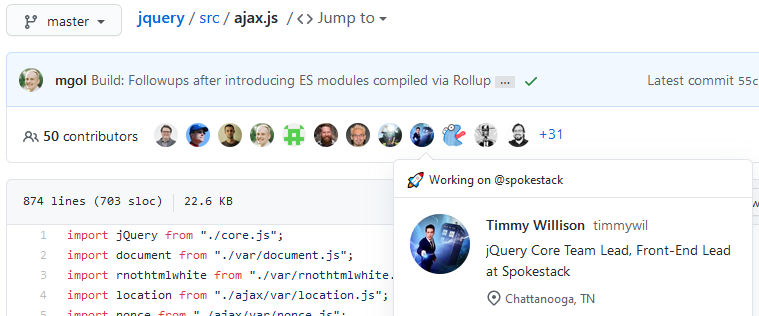 master jquery / src / ajax.js / <> Jump to
mgol Build: Followups after introducing ES modules compiled via Rollup ... Latest commit 55c
50 contributors +31
Working on @spokestack
874 lines (703 sloc) 22.6 KB
Timmy Willison timmywil
jQuery Core Team Lead, Front-End Lead
at Spokestack
Chattanooga, TN
1 import jQuery from "./core.js";
2 import document from "./var/document.js";
3 import rnothtmlwhite from "./var/rnothtmlwhite.
4 import location from "./ajax/var/location.js";
5 import nonce from "./ajax/var/nonce.js";